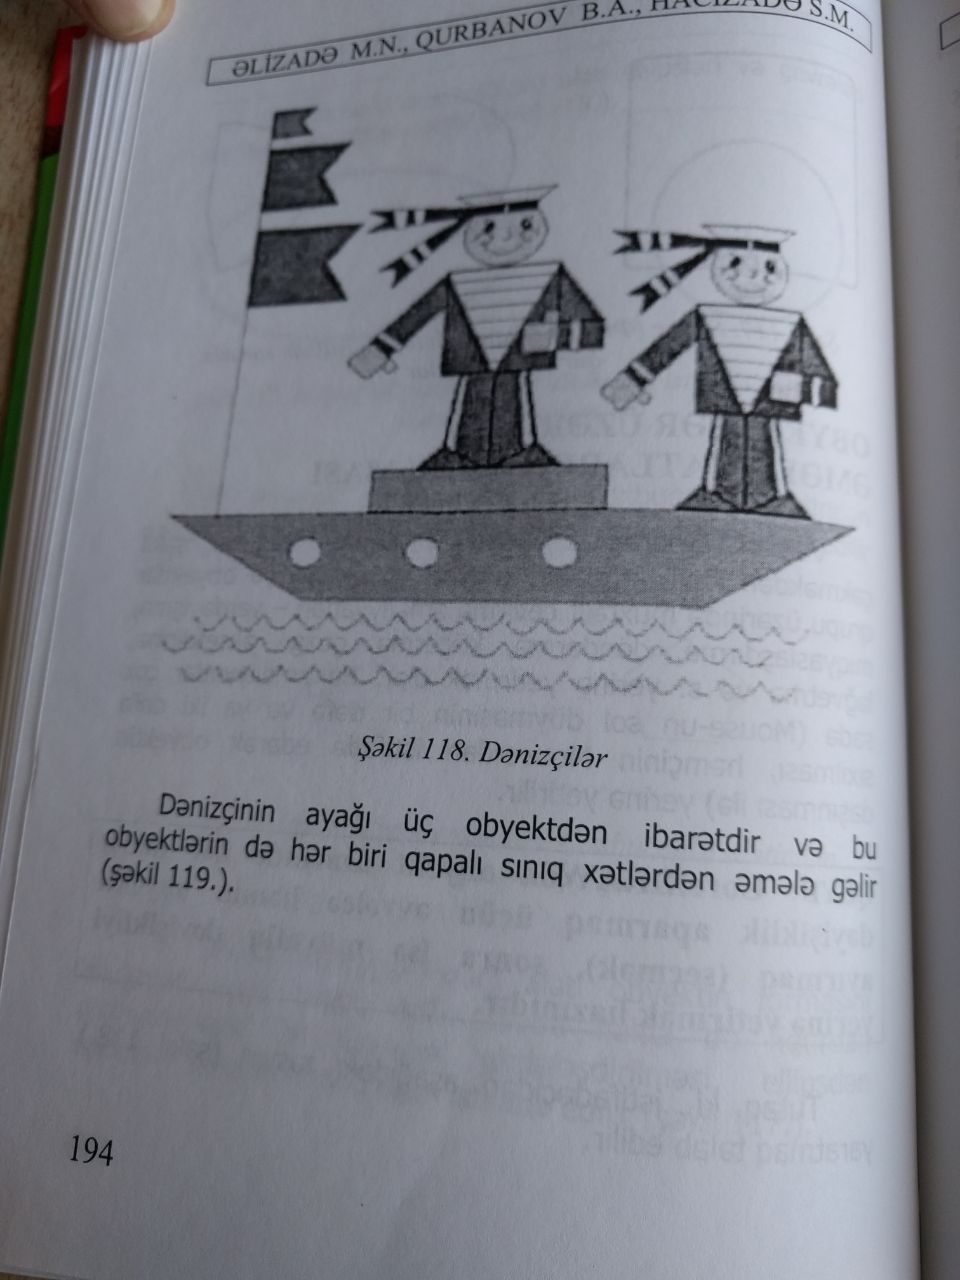 ƏLİZADƏ M.N., QURBANOV B.A., HACIZADƏ S.M.
Şəkil 118. Dənizçilər
Dənizçinin ayağı üç obyektdən ibarətdir və bu
obyektlərin də hər biri qapalı sınıq xətlərdən əmələ gəlir
(şəkil 119.).
194